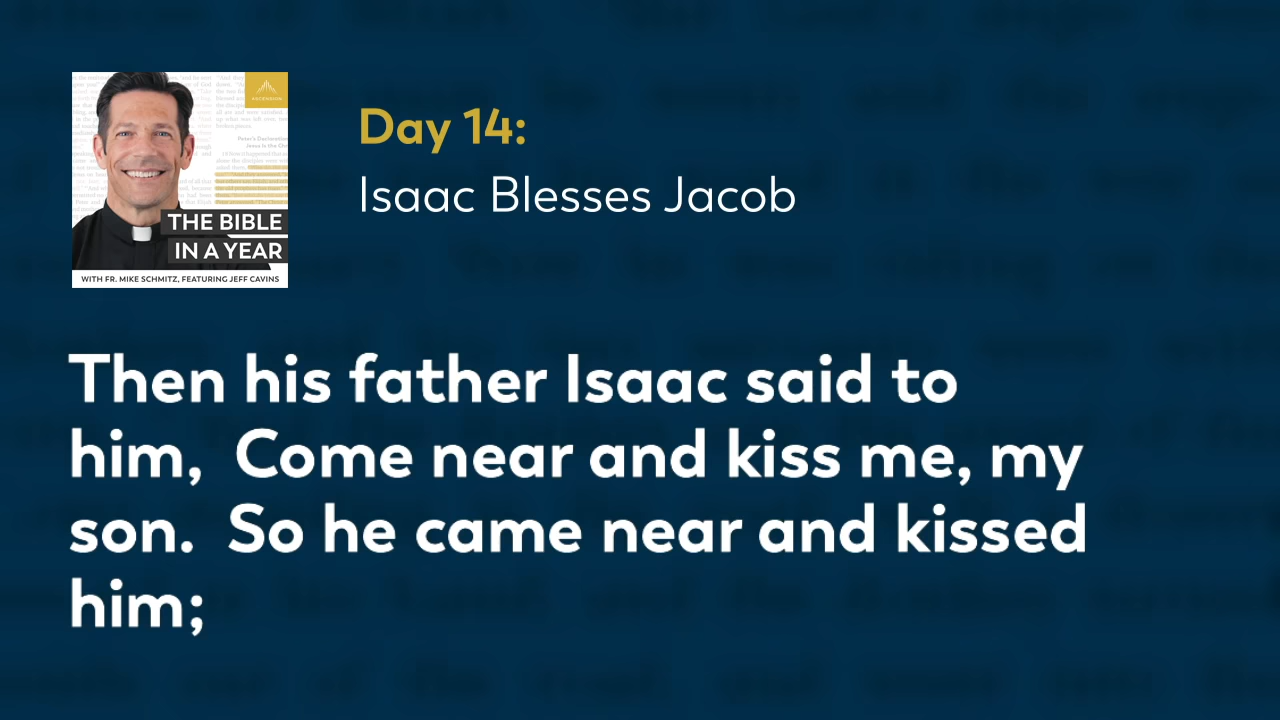 ASCENSION
THE BIBLE
IN A YEAR
WITH FR. MIKE SCHMITZ, FEATURING JEFF CAVINS
Day 14:
Isaac Blesses Jacob
Then his father Isaac said to
him,  Come near and kiss me, my
son.  So he came near and kissed
him;